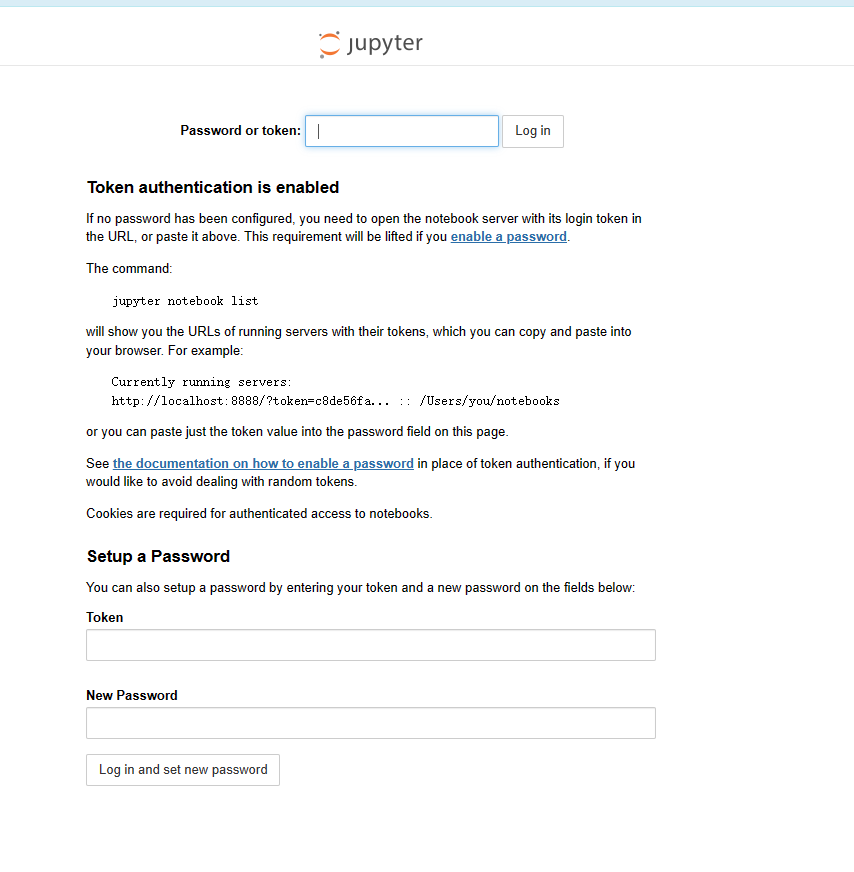 jupyter
Password or token: Log in
Token authentication is enabled
If no password has been configured, you need to open the notebook server with its login token in
the URL, or paste it above. This requirement will be lifted if you enable a password.
The command:
jupyter notebook list
will show you the URLs of running servers with their tokens, which you can copy and paste into
your browser. For example:
Currently running servers:
http://localhost:8888/?token=c8de56fa... :: /Users/you/notebooks
or you can paste just the token value into the password field on this page.
See the documentation on how to enable a password in place of token authentication, if you
would like to avoid dealing with random tokens.
Cookies are required for authenticated access to notebooks.
Setup a Password
You can also setup a password by entering your token and a new password on the fields below:
Token
New Password
Log in and set new password